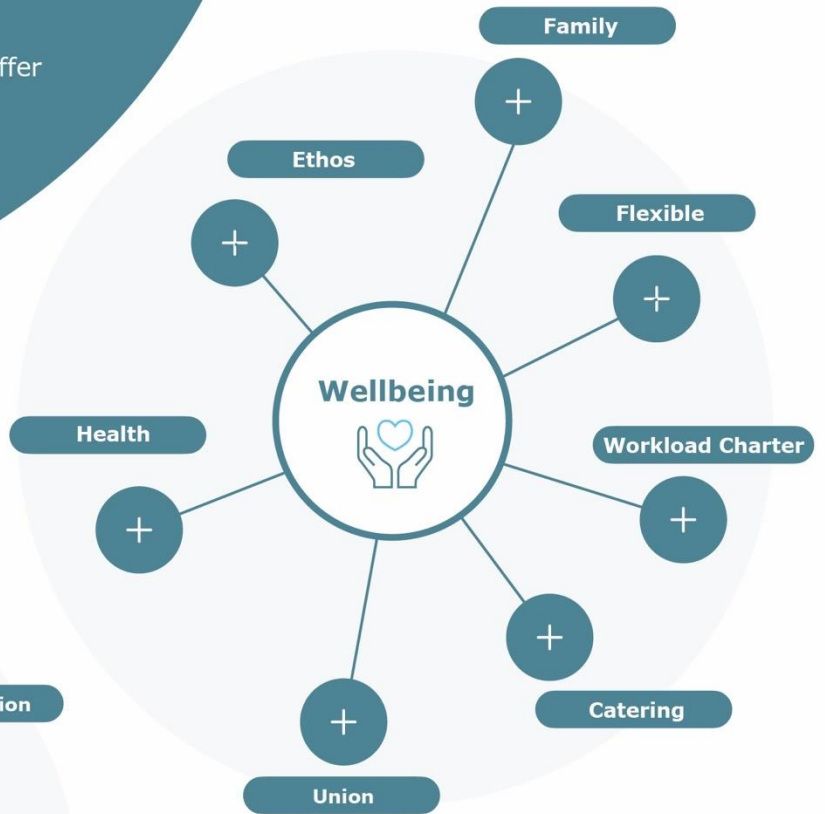 Family
Ethos
Flexible
Wellbeing
Health
Workload Charter
Catering
Union